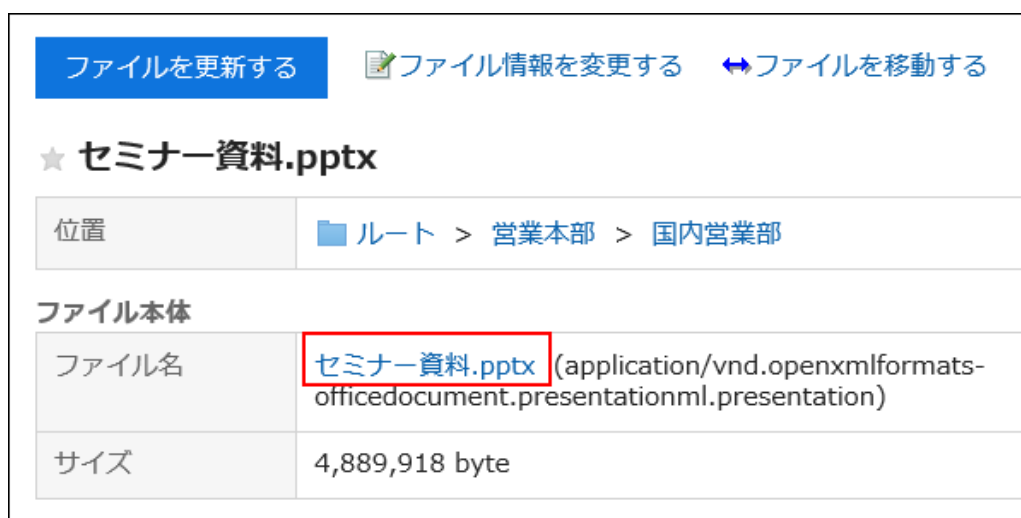 ファイルを更新する ファイル情報を変更する ファイルを移動する
セミナー資料.pptx
位置 ルート > 営業本部 > 国内営業部
ファイル本体
ファイル名 セミナー資料.pptx (application/vnd.openxmlformats-
officedocument.presentationml.presentation)
サイズ 4,889,918 byte